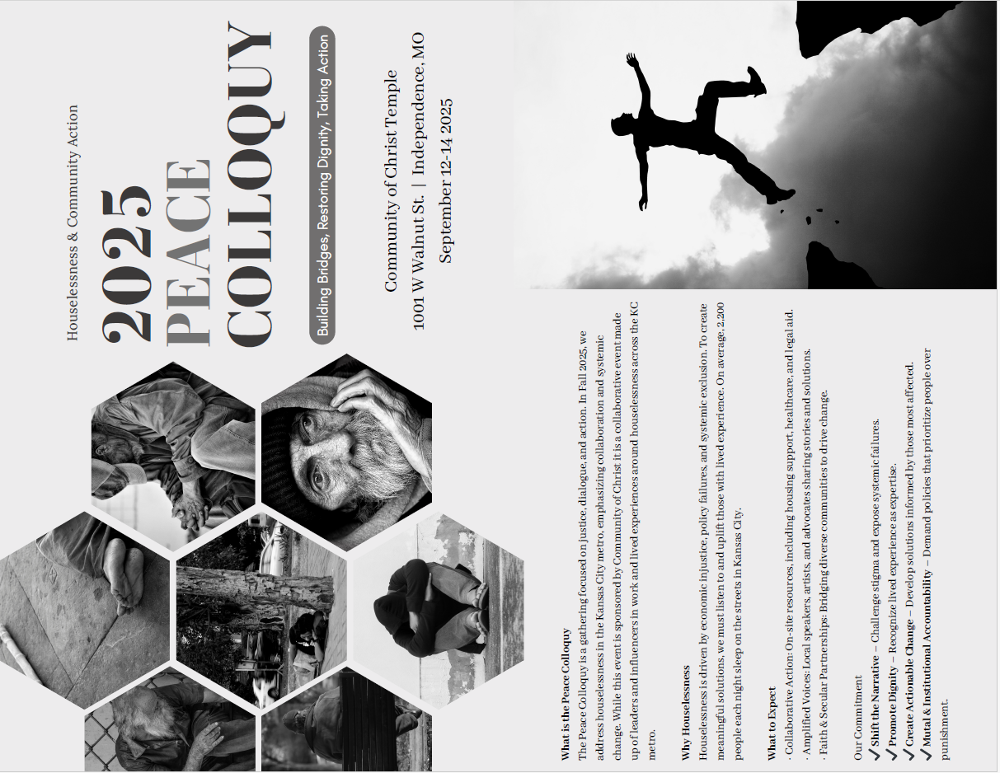 Houselessness & Community Action
2025
PEACE
COLLOQUY
Building Bridges, Restoring Dignity, Taking Action
Community of Christ Temple
1001 W Walnut St. | Independence, MO
September 12-14 2025
What is the Peace Colloquy
The Peace Colloquy is a gathering focused on justice, dialogue, and action. In Fall 2025, we
address houselessness in the Kansas City metro, emphasizing collaboration and systemic
change. While this event is sponsored by Community of Christ it is a collaborative event made
up of leaders and influencers in work and lived experiences around houselessness across the KC
metro.
Why Houselessness
Houselessness is driven by economic injustice, policy failures, and systemic exclusion. To create
meaningful solutions, we must listen to and uplift those with lived experience. On average, 2,200
people each night sleep on the streets in Kansas City.
What to Expect
· Collaborative Action: On-site resources, including housing support, healthcare, and legal aid.
· Amplified Voices: Local speakers, artists, and advocates sharing stories and solutions.
· Faith & Secular Partnerships: Bridging diverse communities to drive change.
Our Commitment
✓ Shift the Narrative – Challenge stigma and expose systemic failures.
✓ Promote Dignity – Recognize lived experience as expertise.
✓ Create Actionable Change – Develop solutions informed by those most affected.
✓ Mutal & Institutional Accountability – Demand policies that prioritize people over
punishment.